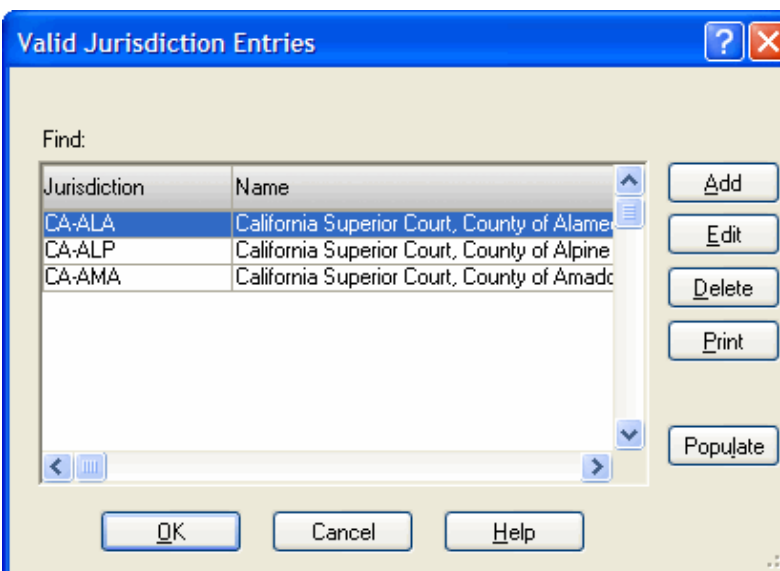 Valid Jurisdiction Entries
Find:
Jurisdiction Name
CA-ALA California Superior Court, County of Alame
CA-ALP California Superior Court, County of Alpine
CA-AMA California Superior Court, County of Amado
Add
Edit
Delete
Print
Populate
OK Cancel Help